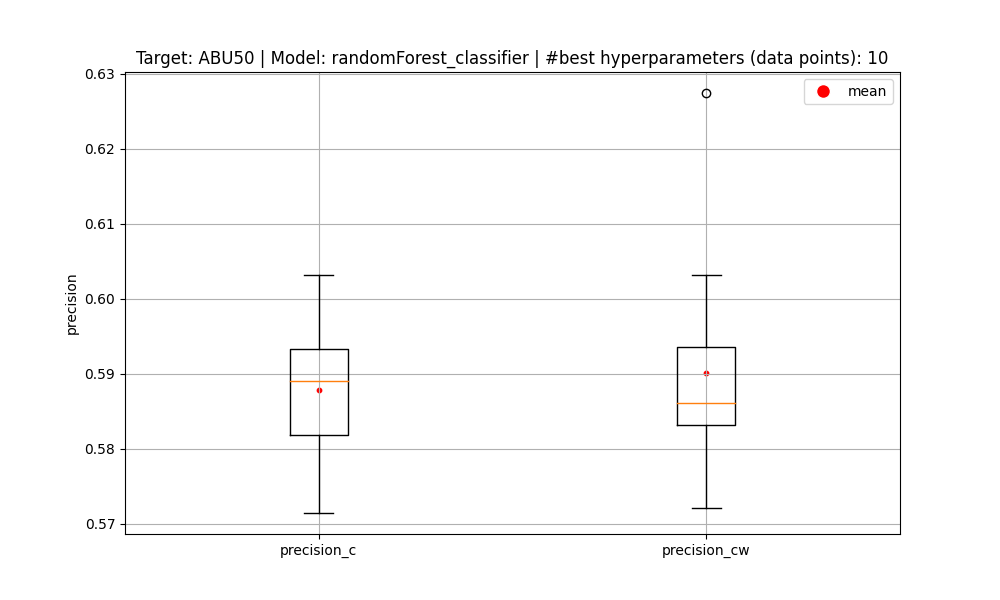 Target: ABU50 | Model: randomForest_classifier | #best hyperparameters (data points): 10
mean
0.63
0.62
0.61
0.60
0.59
0.58
0.57
precision
precision_c
precision_cw